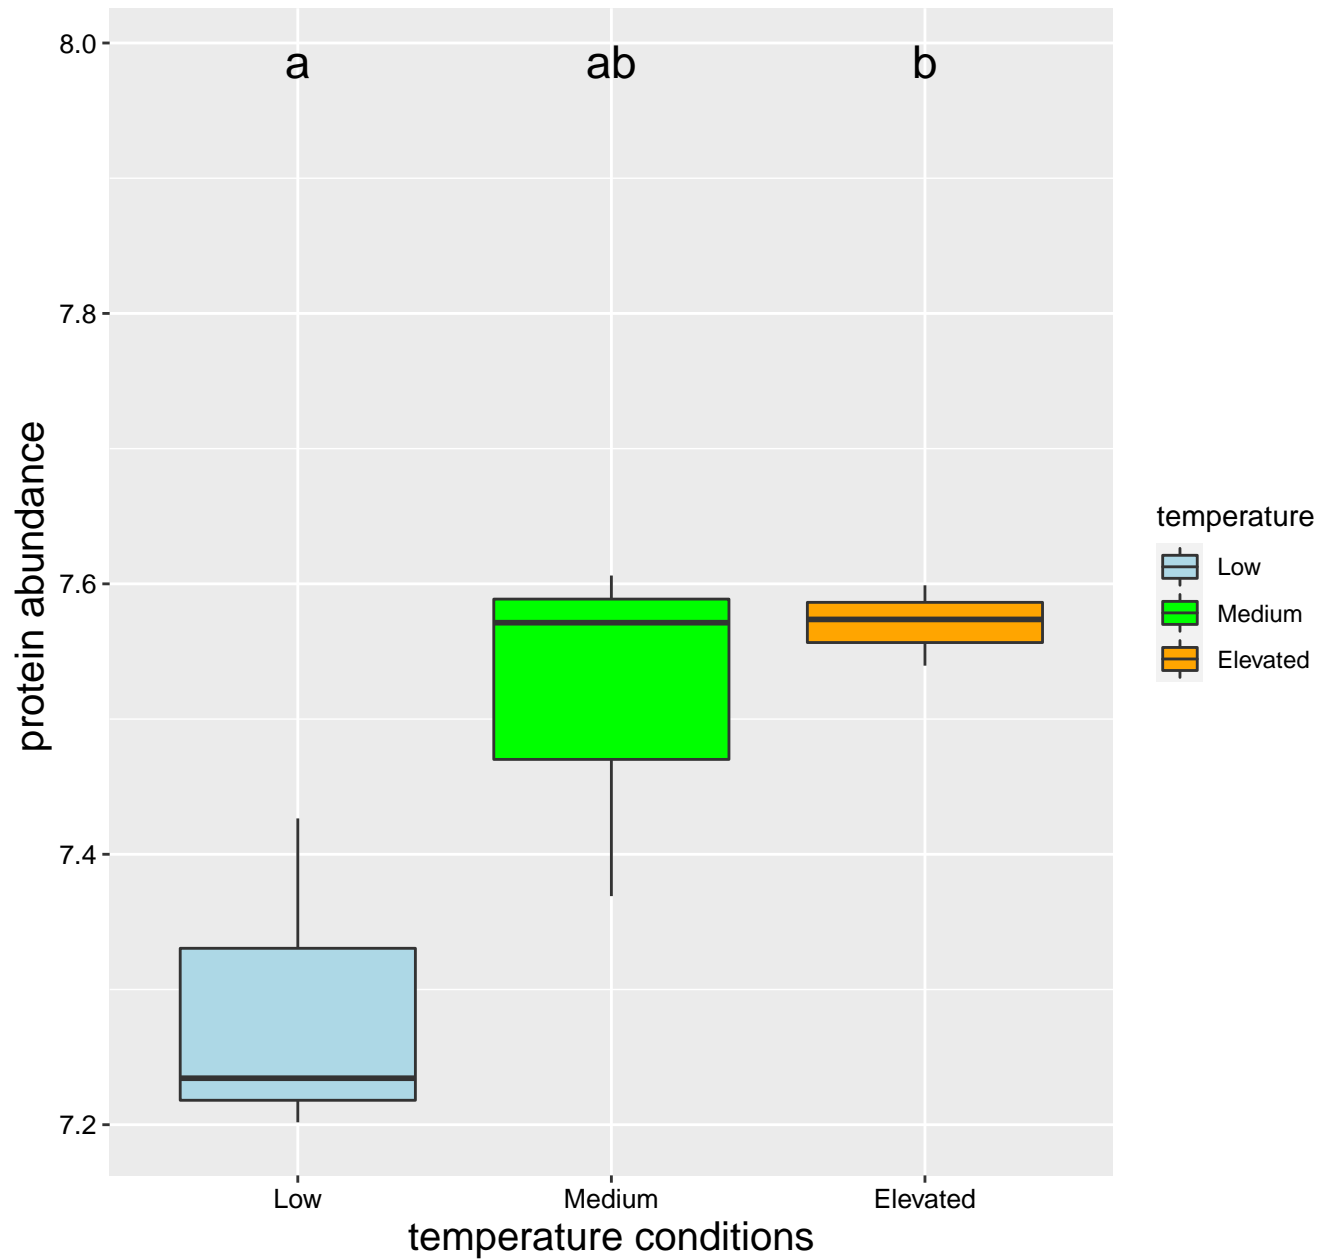 8.0
a ab b
7.8
7.6
7.4
7.2
protein abundance
Low Medium Elevated
temperature conditions
temperature
Low
Medium
Elevated